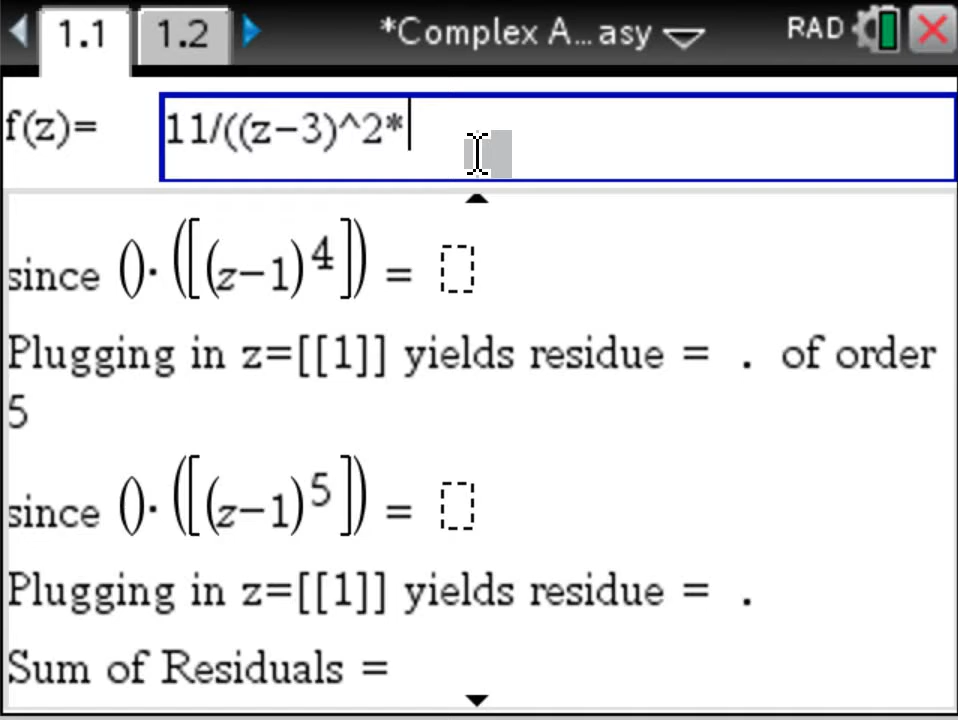 1.1 1.2 *Complex A...asy RAD
f(z)= 11/((z−3)^2*
since ()·([(z−1)^4]) =
Plugging in z=[[1]] yields residue = . of order
5
since ()·([(z−1)^5]) =
Plugging in z=[[1]] yields residue = .
Sum of Residuals =